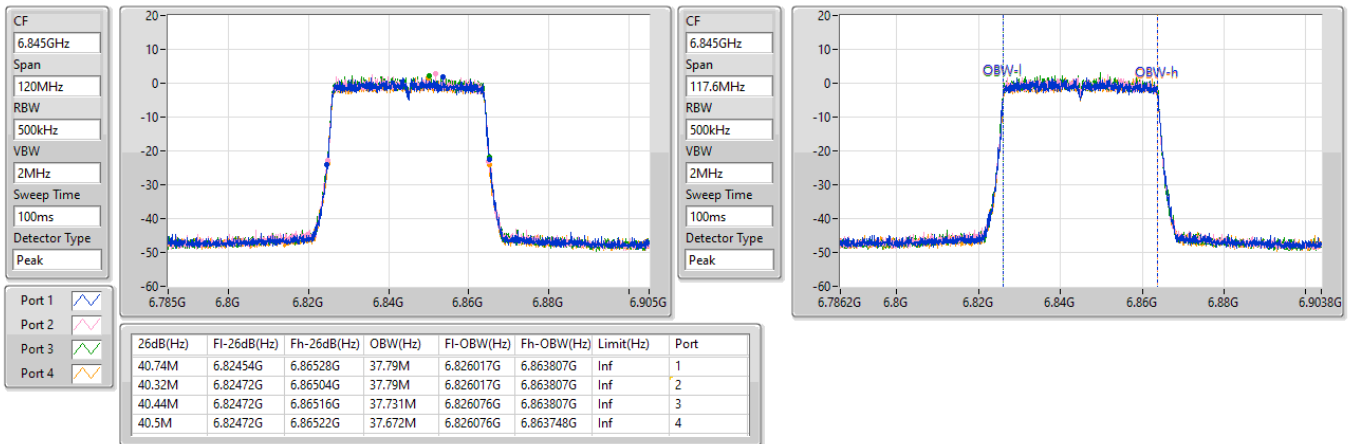 CF
6.845GHz
Span
120MHz
RBW
500kHz
VBW
2MHz
Sweep Time
100ms
Detector Type
Peak
20
10
0
-10
-20
-30
-40
-50
-60
6.785G 6.8G 6.82G 6.84G 6.86G 6.88G 6.905G
CF
6.845GHz
Span
117.6MHz
RBW
500kHz
VBW
2MHz
Sweep Time
100ms
Detector Type
Peak
20
10
0
-10
-20
-30
-40
-50
-60
OBW-l OBW-h
6.7862G 6.8G 6.82G 6.84G 6.86G 6.88G 6.9038G
Port 1
Port 2
Port 3
Port 4
26dB(Hz) Fl-26dB(Hz) Fh-26dB(Hz) OBW(Hz) Fl-OBW(Hz) Fh-OBW(Hz) Limit(Hz) Port
40.74M 6.82454G 6.86528G 37.79M 6.826017G 6.863807G Inf 1
40.32M 6.82472G 6.86504G 37.79M 6.826017G 6.863807G Inf 2
40.44M 6.82472G 6.86516G 37.731M 6.826076G 6.863807G Inf 3
40.5M 6.82472G 6.86522G 37.672M 6.826076G 6.863748G Inf 4